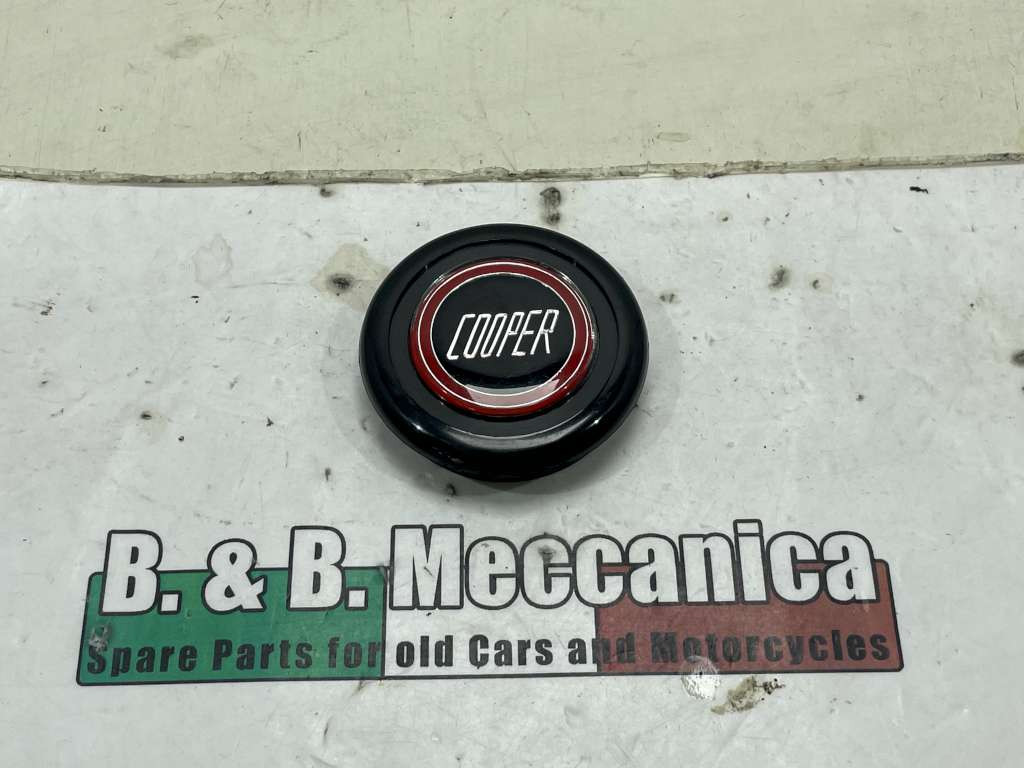 COOPER
B. & B. Meccanica
Spare Parts for old Cars and Motorcycles